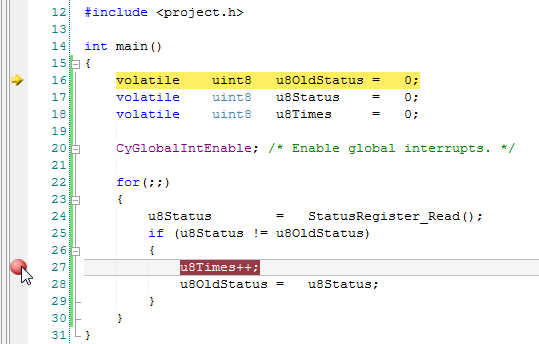 12 #include <project.h>
13
14 int main()
15 {
16     volatile    uint8   u8OldStatus =   0;
17     volatile    uint8   u8Status    =   0;
18     volatile    uint8   u8Times     =   0;
19
20     CyGlobalIntEnable; /* Enable global interrupts. */
21
22     for(;;)
23     {
24         u8Status        =   StatusRegister_Read();
25         if (u8Status != u8OldStatus)
26         {
27             u8Times++;
28             u8OldStatus =   u8Status;
29         }
30     }
31 }